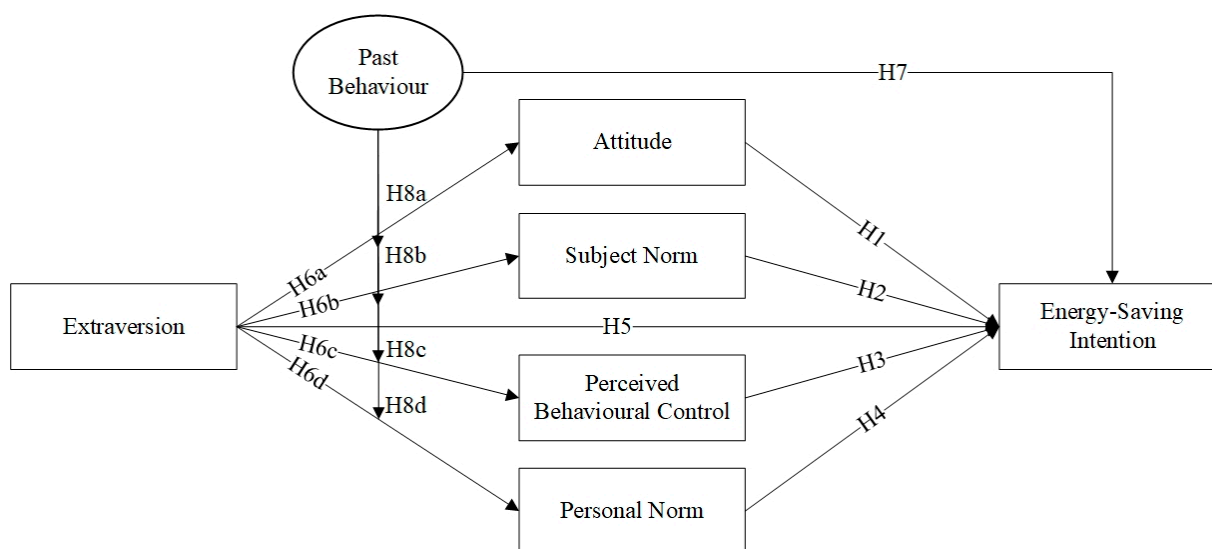 Past
Behaviour
H7
Attitude
H8a
H1
H8b
Subject Norm
H6a
H2
H6b
Extraversion
H5
Energy-Saving
Intention
H6c
H8c
H3
H6d
Perceived
Behavioural Control
H8d
H4
Personal Norm